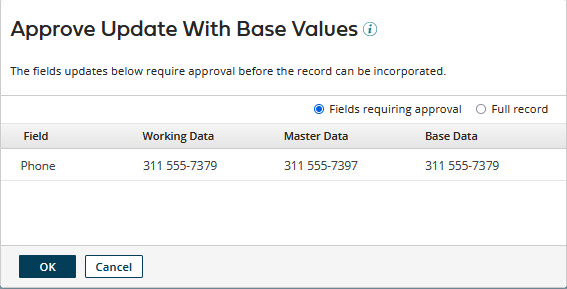 Approve Update With Base Values i
The fields updates below require approval before the record can be incorporated.
Fields requiring approval Full record
Field Working Data Master Data Base Data
Phone 311 555-7379 311 555-7397 311 555-7379
OK Cancel